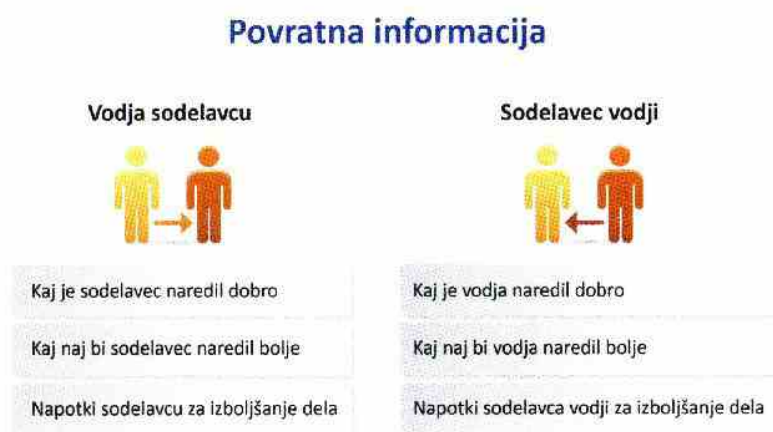 Povratna informacija
Vodja sodelavcu
Kaj je sodelavec naredil dobro
Kaj naj bi sodelavec naredil bolje
Napotki sodelavcu za izboljšanje dela
Sodelavec vodji
Kaj je vodja naredil dobro
Kaj naj bi vodja naredil bolje
Napotki sodelavca vodji za izboljšanje dela